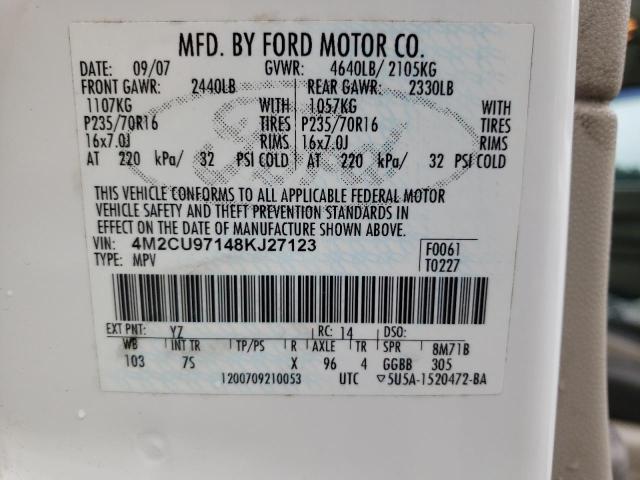 MFD. BY FORD MOTOR CO.
DATE: 09/07 GVWR: 4640LB/ 2105KG
FRONT GAWR: 2440LB REAR GAWR: 2330LB
1107KG WITH 1057KG WITH
P235/70R16 TIRES P235/70R16 TIRES
16x7.0J RIMS 16x7.0J RIMS
AT 220 kPa/ 32 PSI COLD AT 220 kPa/ 32 PSI COLD
THIS VEHICLE CONFORMS TO ALL APPLICABLE FEDERAL MOTOR
VEHICLE SAFETY AND THEFT PREVENTION STANDARDS IN
EFFECT ON THE DATE OF MANUFACTURE SHOWN ABOVE.
VIN: 4M2CU97148KJ27123 F0061
TYPE: MPV T0227
EXT PNT: YZ RC: 14 DSO:
WB INT TR TP/PS R AXLE TR SPR 8M71B
103 7S X 96 4 GGBB 305
1200709210053 UTC ▽5U5A-1520472-BA
Ford